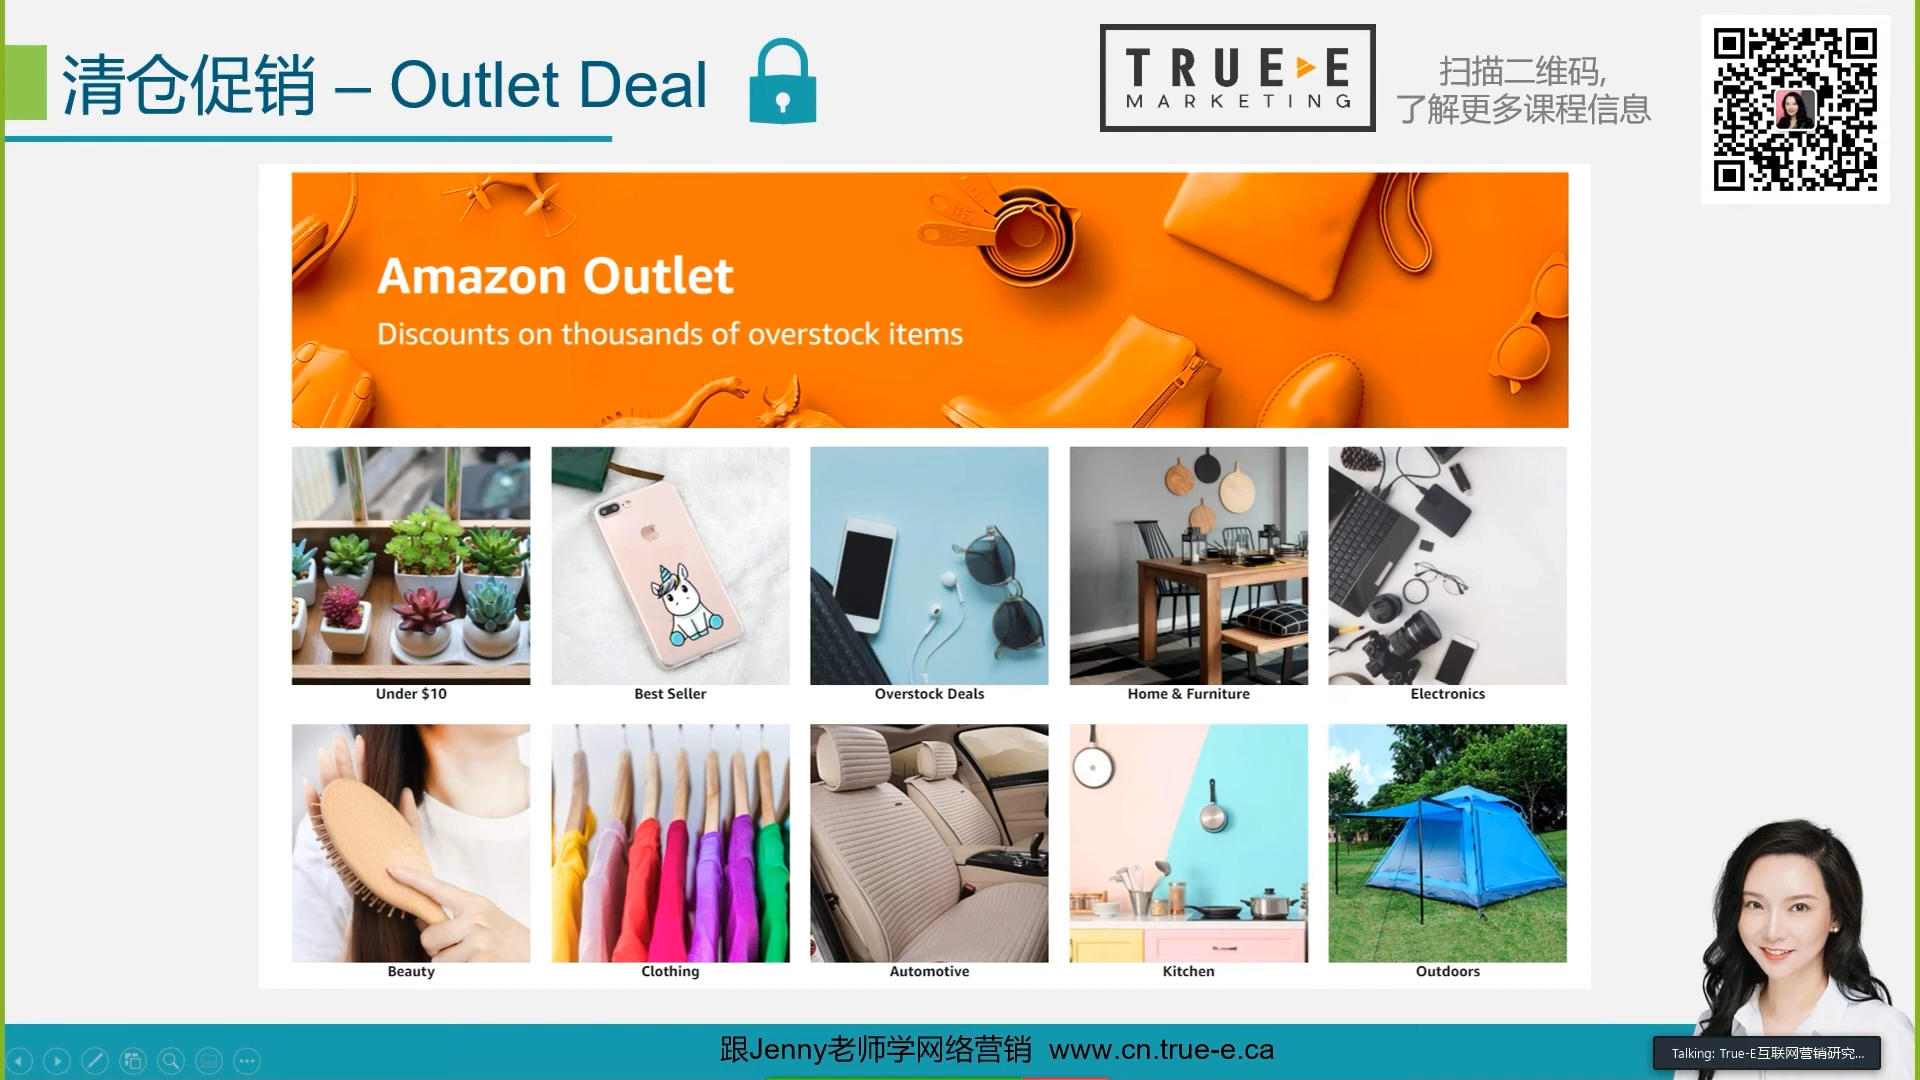 清仓促销 – Outlet Deal
TRUE E
MARKETING
扫描二维码,
了解更多课程信息
Amazon Outlet
Discounts on thousands of overstock items
Under $10
Best Seller
Overstock Deals
Home & Furniture
Electronics
Beauty
Clothing
Automotive
Kitchen
Outdoors
跟Jenny老师学网络营销 www.cn.true-e.ca
Talking: True-E互联网营销研究...